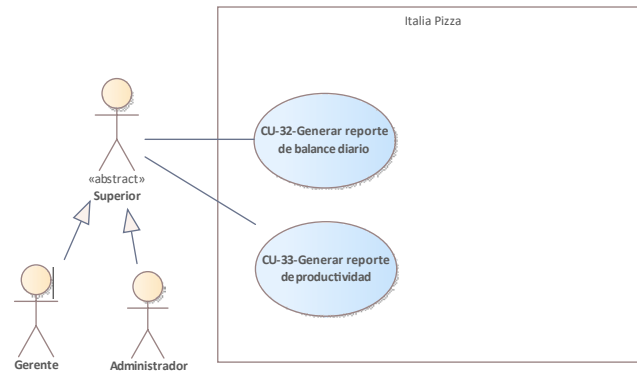 Italia Pizza
CU-32-Generar reporte
de balance diario
«abstract»
Superior
CU-33-Generar reporte
de productividad
Gerente
Administrador